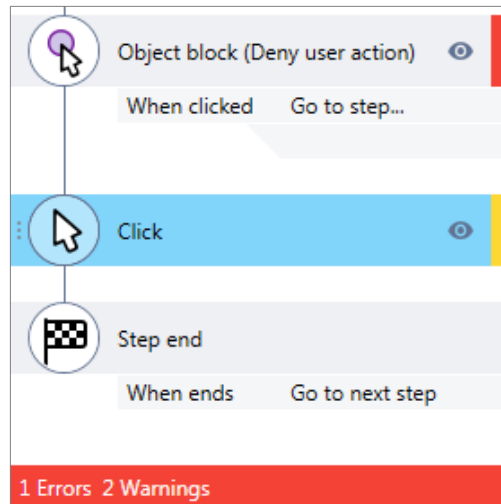 Object block (Deny user action)
When clicked Go to step...
Click
Step end
When ends Go to next step
1 Errors 2 Warnings